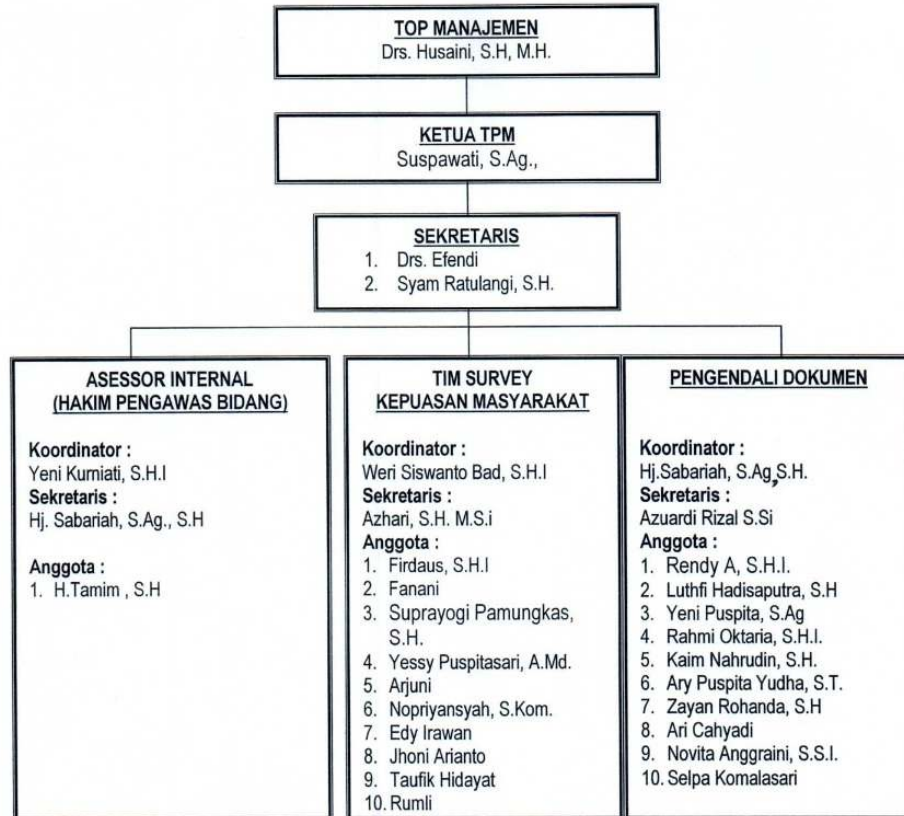 TOP MANAJEMEN
Drs. Husaini, S.H, M.H.
KETUA TPM
Suspawati, S.Ag.,
SEKRETARIS
1. Drs. Efendi
2. Syam Ratulangi, S.H.
ASESSOR INTERNAL
(HAKIM PENGAWAS BIDANG)
Koordinator :
Yeni Kurniati, S.H.I
Sekretaris :
Hj. Sabariah, S.Ag., S.H
Anggota :
1. H.Tamim , S.H
TIM SURVEY
KEPUASAN MASYARAKAT
Koordinator :
Weri Siswanto Bad, S.H.I
Sekretaris :
Azhari, S.H. M.S.i
Anggota :
1. Firdaus, S.H.I
2. Fanani
3. Suprayogi Pamungkas,
S.H.
4. Yessy Puspitasari, A.Md.
5. Arjuni
6. Nopriyansyah, S.Kom.
7. Edy Irawan
8. Jhoni Arianto
9. Taufik Hidayat
10. Rumli
PENGENDALI DOKUMEN
Koordinator :
Hj.Sabariah, S.Ag,S.H.
Sekretaris :
Azuardi Rizal S.Si
Anggota :
1. Rendy A, S.H.I.
2. Luthfi Hadisaputra, S.H
3. Yeni Puspita, S.Ag
4. Rahmi Oktaria, S.H.I.
5. Kaim Nahrudin, S.H.
6. Ary Puspita Yudha, S.T.
7. Zayan Rohanda, S.H
8. Ari Cahyadi
9. Novita Anggraini, S.S.I.
10. Selpa Komalasari